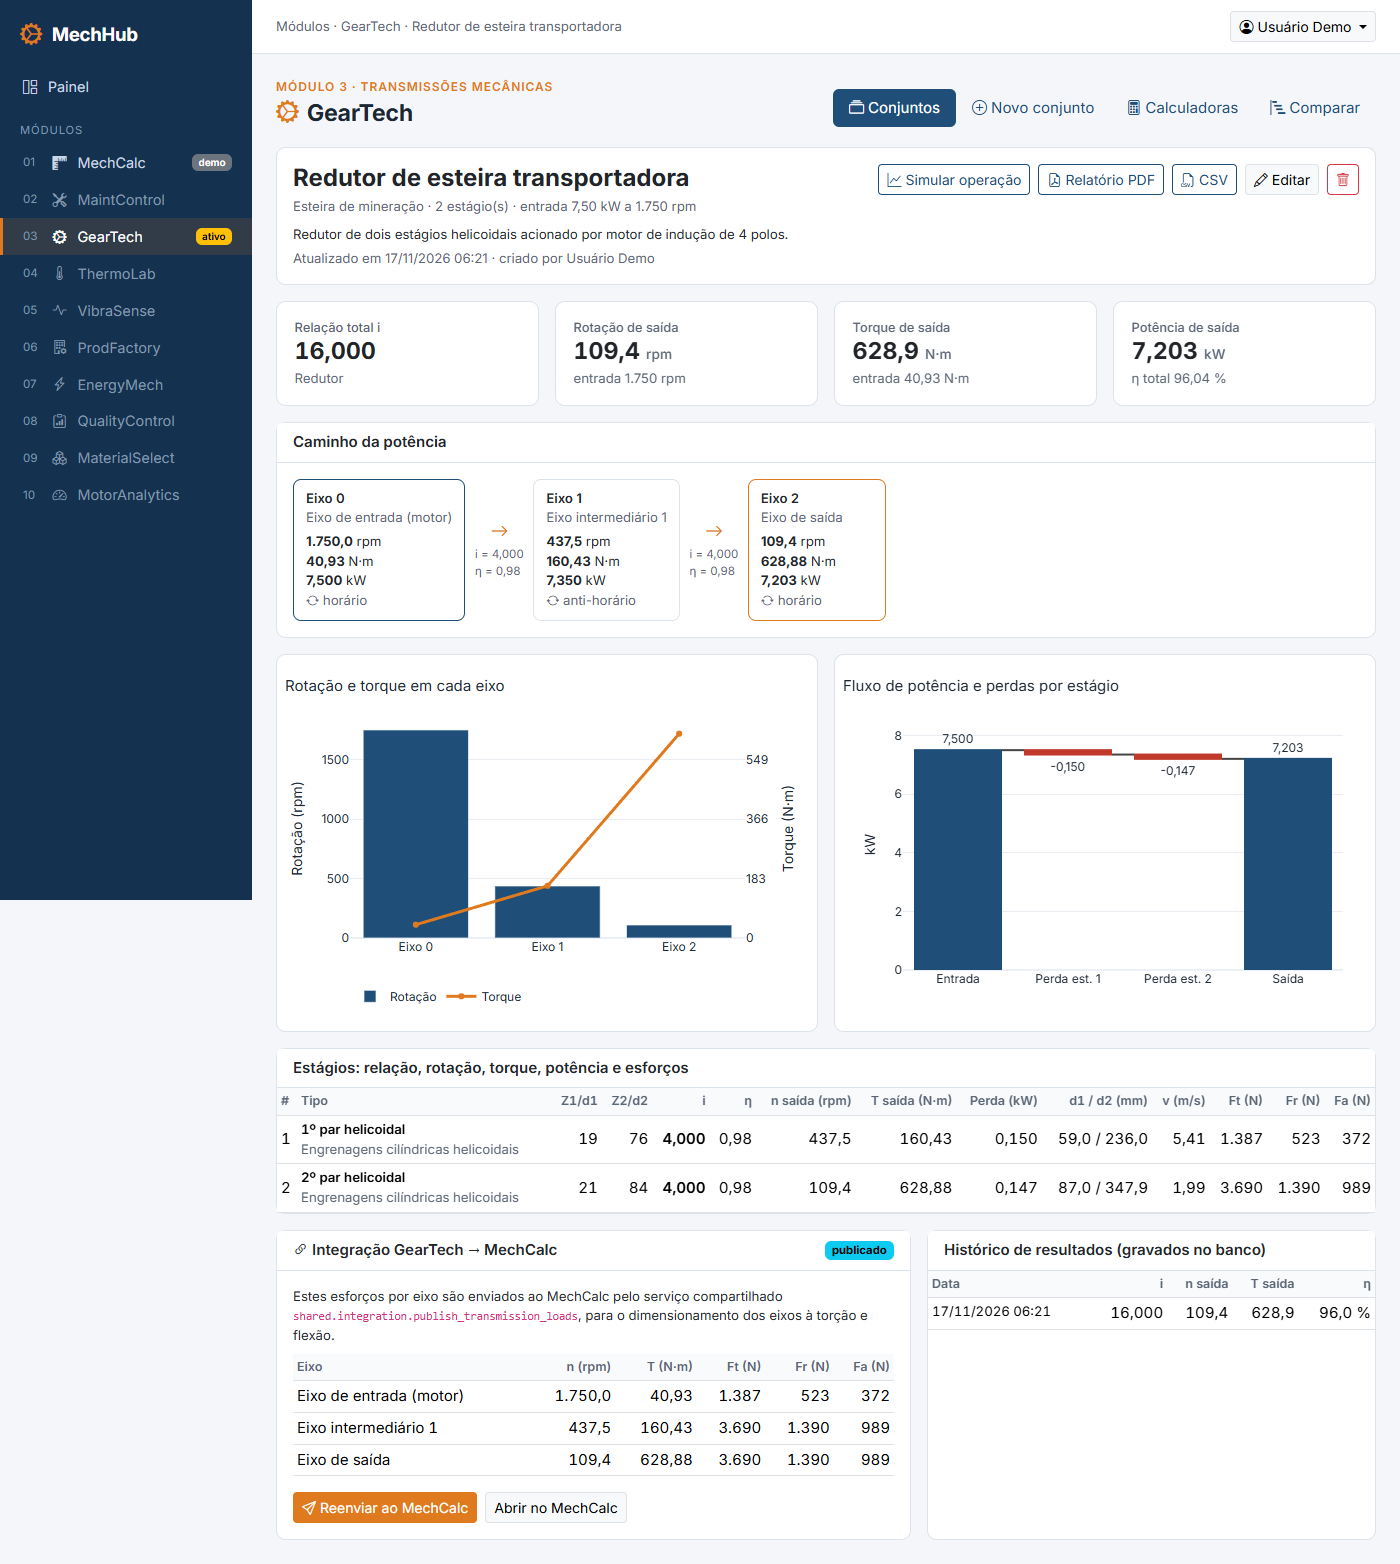 MechHub
Painel
MÓDULOS
01 MechCalc demo
02 MaintControl
03 GearTech ativo
04 ThermoLab
05 VibraSense
06 ProdFactory
07 EnergyMech
08 QualityControl
09 MaterialSelect
10 MotorAnalytics
Módulos · GearTech · Redutor de esteira transportadora
Usuário Demo
MÓDULO 3 · TRANSMISSÕES MECÂNICAS
GearTech
Conjuntos
Novo conjunto
Calculadoras
Comparar
Redutor de esteira transportadora
Simular operação
Relatório PDF
CSV
Editar
Esteira de mineração · 2 estágio(s) · entrada 7,50 kW a 1.750 rpm
Redutor de dois estágios helicoidais acionado por motor de indução de 4 polos.
Atualizado em 17/11/2026 06:21 · criado por Usuário Demo
Relação total i
16,000
Redutor
Rotação de saída
109,4 rpm
entrada 1.750 rpm
Torque de saída
628,9 N·m
entrada 40,93 N·m
Potência de saída
7,203 kW
η total 96,04 %
Caminho da potência
Eixo 0
Eixo de entrada (motor)
1.750,0 rpm
40,93 N·m
7,500 kW
horário
→
i = 4,000
η = 0,98
Eixo 1
Eixo intermediário 1
437,5 rpm
160,43 N·m
7,350 kW
anti-horário
→
i = 4,000
η = 0,98
Eixo 2
Eixo de saída
109,4 rpm
628,88 N·m
7,203 kW
horário
Rotação e torque em cada eixo
Rotação (rpm)
1500
1000
500
0
549
366
183
0
Torque (N·m)
Eixo 0 Eixo 1 Eixo 2
Rotação Torque
Fluxo de potência e perdas por estágio
kW
8
6
4
2
0
7,500
-0,150
-0,147
7,203
Entrada Perda est. 1 Perda est. 2 Saída
Estágios: relação, rotação, torque, potência e esforços
# Tipo Z1/d1 Z2/d2 i η n saída (rpm) T saída (N·m) Perda (kW) d1 / d2 (mm) v (m/s) Ft (N) Fr (N) Fa (N)
1 1º par helicoidal 19 76 4,000 0,98 437,5 160,43 0,150 59,0 / 236,0 5,41 1.387 523 372
Engrenagens cilíndricas helicoidais
2 2º par helicoidal 21 84 4,000 0,98 109,4 628,88 0,147 87,0 / 347,9 1,99 3.690 1.390 989
Engrenagens cilíndricas helicoidais
Integração GearTech → MechCalc publicado
Estes esforços por eixo são enviados ao MechCalc pelo serviço compartilhado
shared.integration.publish_transmission_loads, para o dimensionamento dos eixos à torção e
flexão.
Eixo n (rpm) T (N·m) Ft (N) Fr (N) Fa (N)
Eixo de entrada (motor) 1.750,0 40,93 1.387 523 372
Eixo intermediário 1 437,5 160,43 3.690 1.390 989
Eixo de saída 109,4 628,88 3.690 1.390 989
Reenviar ao MechCalc
Abrir no MechCalc
Histórico de resultados (gravados no banco)
Data i n saída T saída η
17/11/2026 06:21 16,000 109,4 628,9 96,0 %